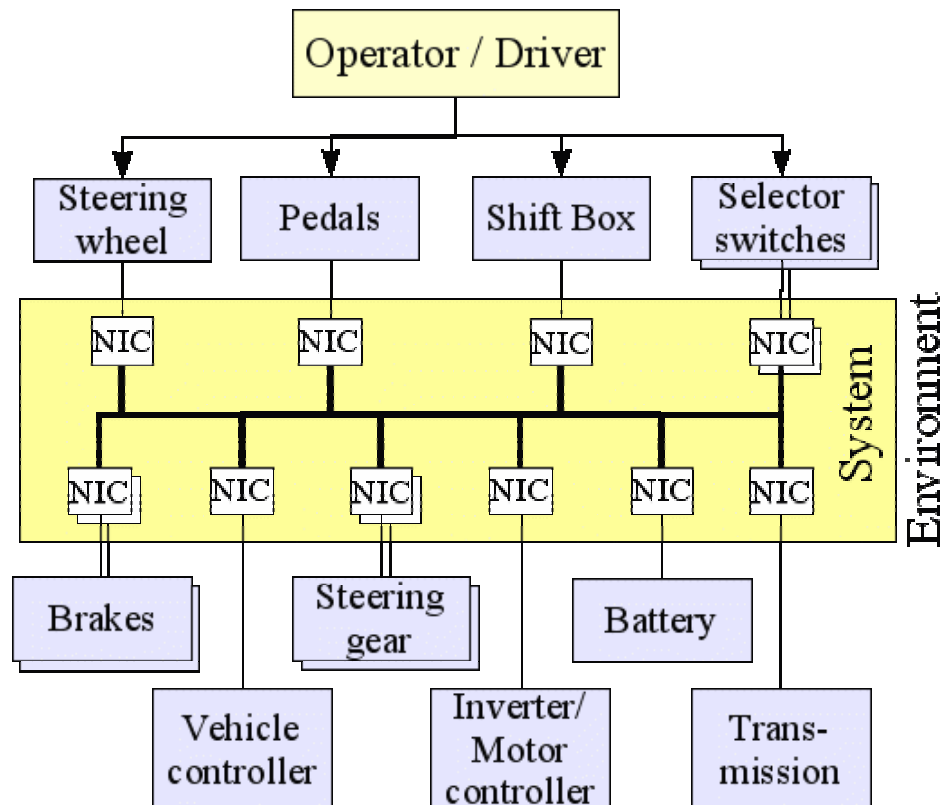 Operator / Driver
Steering
wheel
Pedals
Shift Box
Selector
switches
NIC
NIC
NIC
NIC
System
Environment
NIC
NIC
NIC
NIC
NIC
NIC
Brakes
Steering
gear
Battery
Vehicle
controller
Inverter/
Motor
controller
Trans-
mission